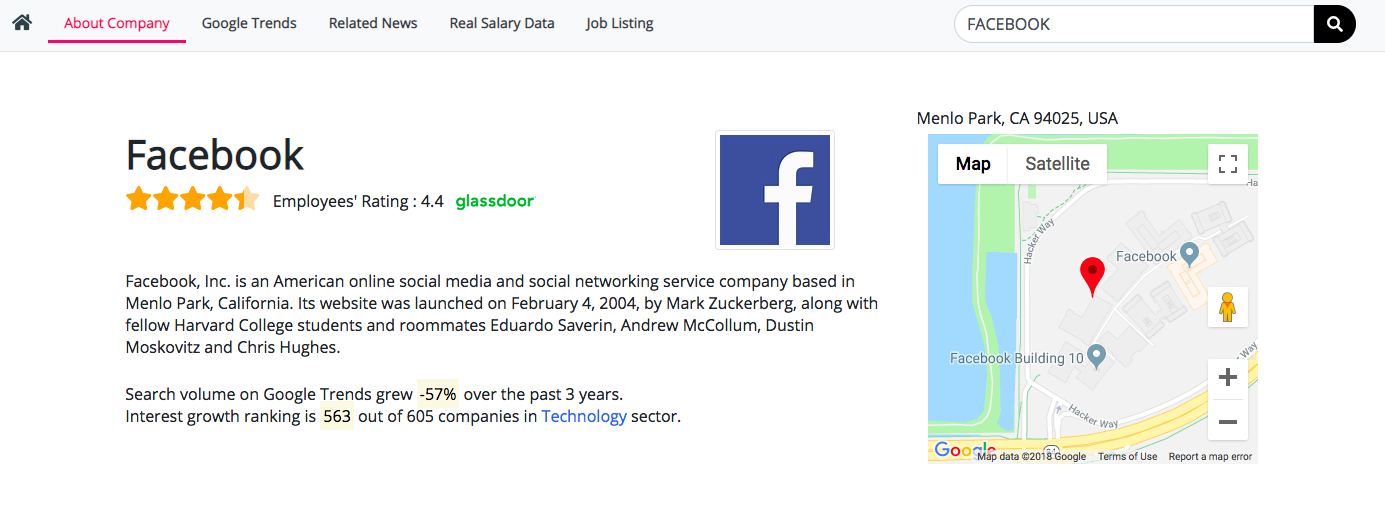 About Company Google Trends Related News Real Salary Data Job Listing FACEBOOK
Facebook
Employees' Rating : 4.4 glassdoor
Facebook, Inc. is an American online social media and social networking service company based in
Menlo Park, California. Its website was launched on February 4, 2004, by Mark Zuckerberg, along with
fellow Harvard College students and roommates Eduardo Saverin, Andrew McCollum, Dustin
Moskovitz and Chris Hughes.
Search volume on Google Trends grew -57% over the past 3 years.
Interest growth ranking is 563 out of 605 companies in Technology sector.
f
Menlo Park, CA 94025, USA
Map Satellite
Ha
Hacker Way
Facebook
Facebook Building 10
Way
Hacker Way
Google
Map data ©2018 Google Terms of Use Report a map error